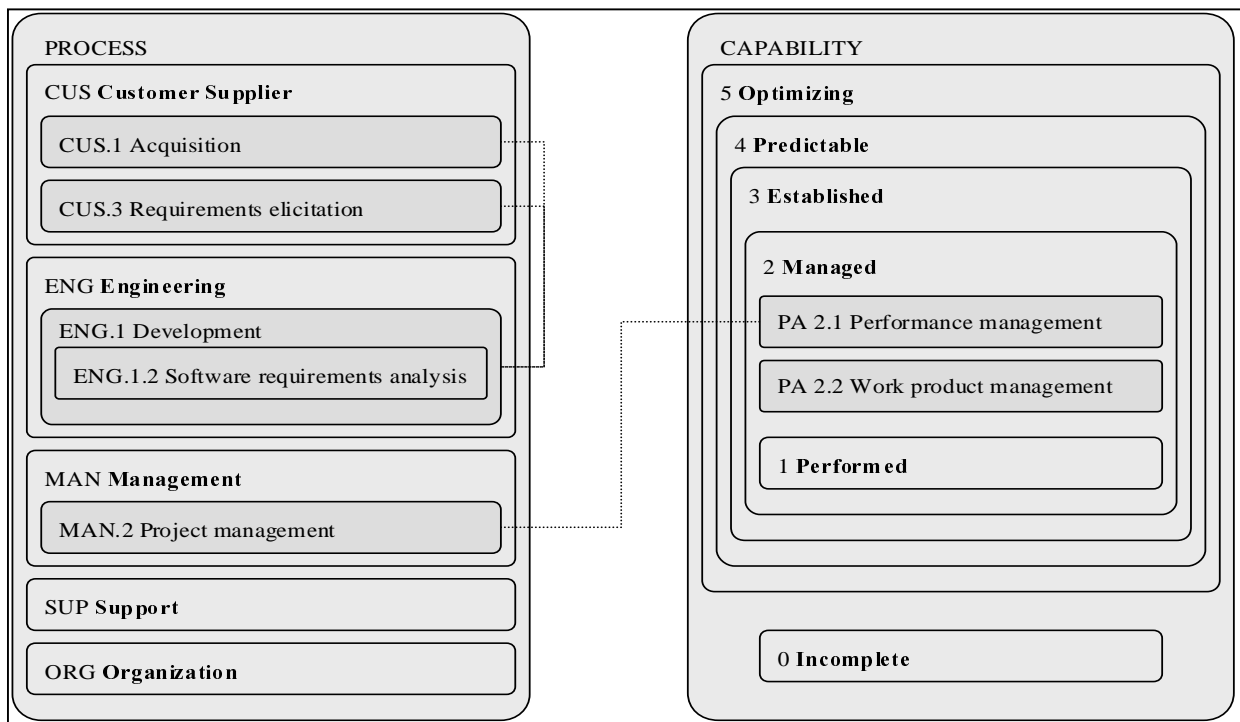 PROCESS
CUS Customer Supplier
CUS.1 Acquisition
CUS.3 Requirements elicitation
ENG Engineering
ENG.1 Development
ENG.1.2 Software requirements analysis
MAN Management
MAN.2 Project management
SUP Support
ORG Organization
CAPABILITY
5 Optimizing
4 Predictable
3 Established
2 Managed
PA 2.1 Performance management
PA 2.2 Work product management
1 Performed
0 Incomplete